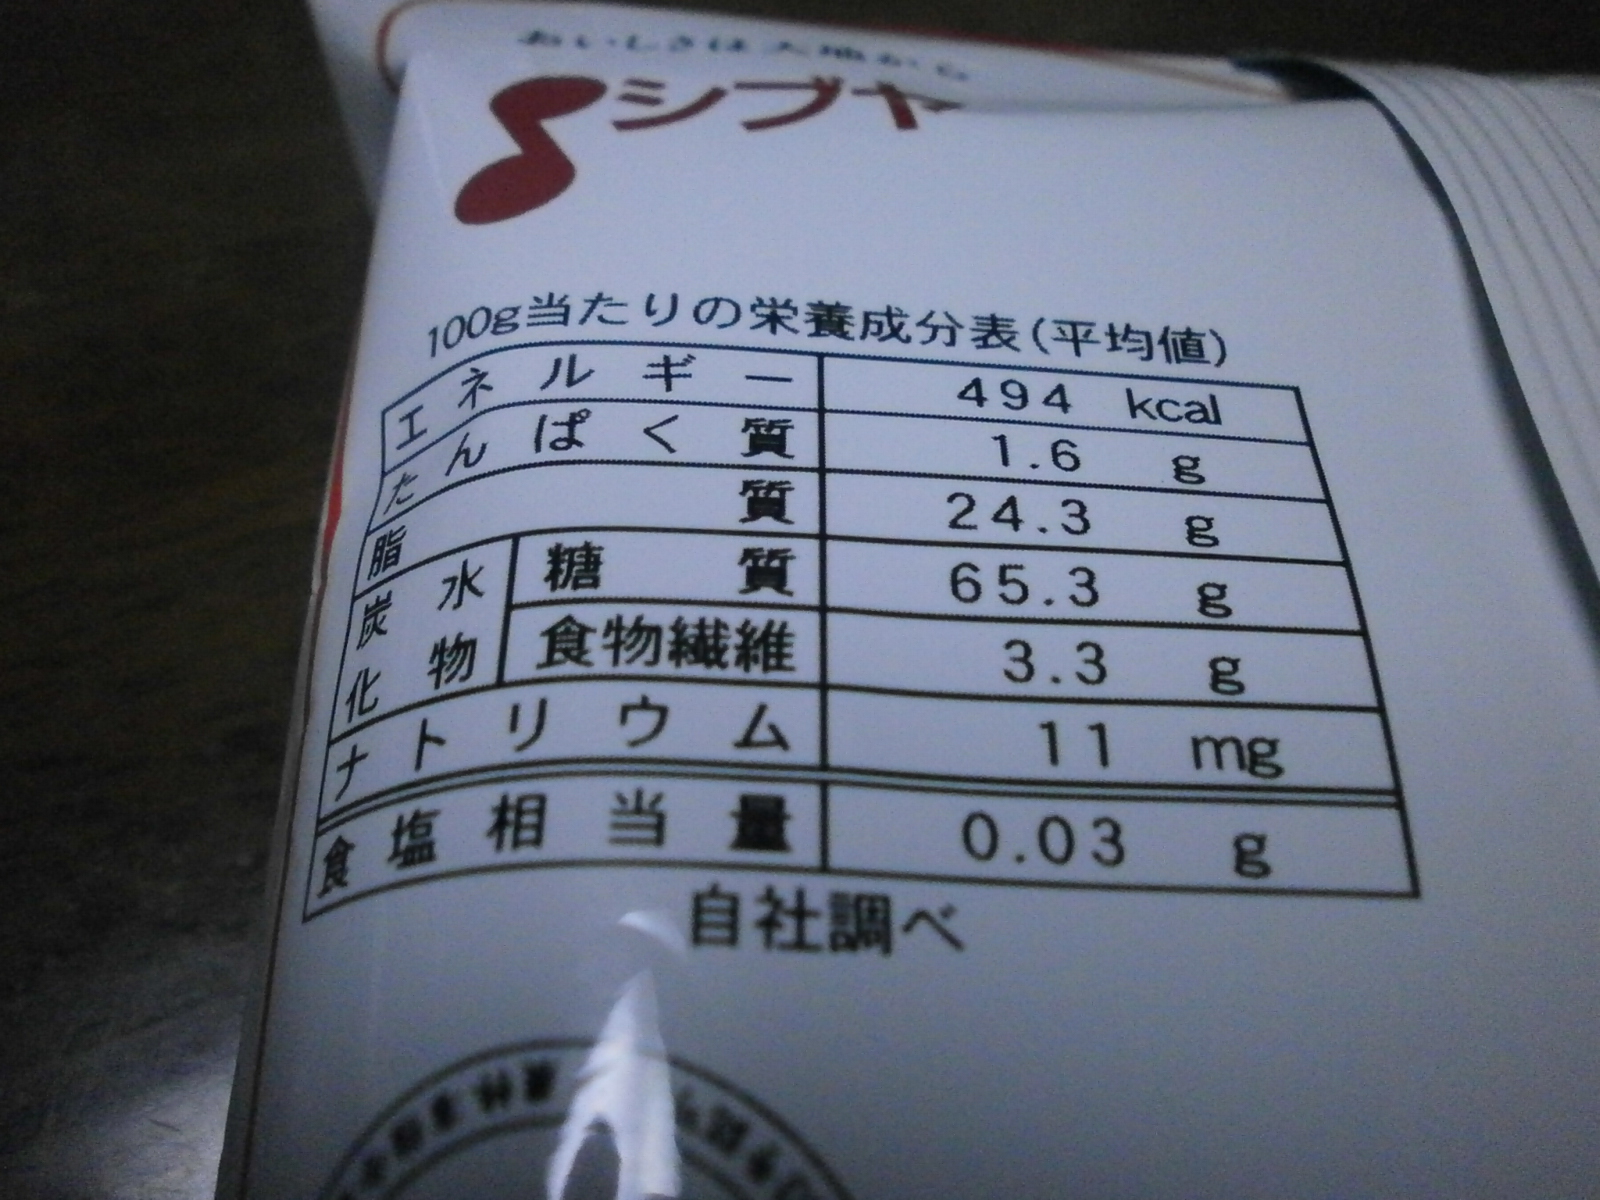 おいしさは大地から
シブヤ
100g当たりの栄養成分表(平均値)
エネルギー 494 kcal
たんぱく質 1.6 g
脂質 24.3 g
炭水化物 糖質 65.3 g
食物繊維 3.3 g
ナトリウム 11 mg
食塩相当量 0.03 g
自社調べ